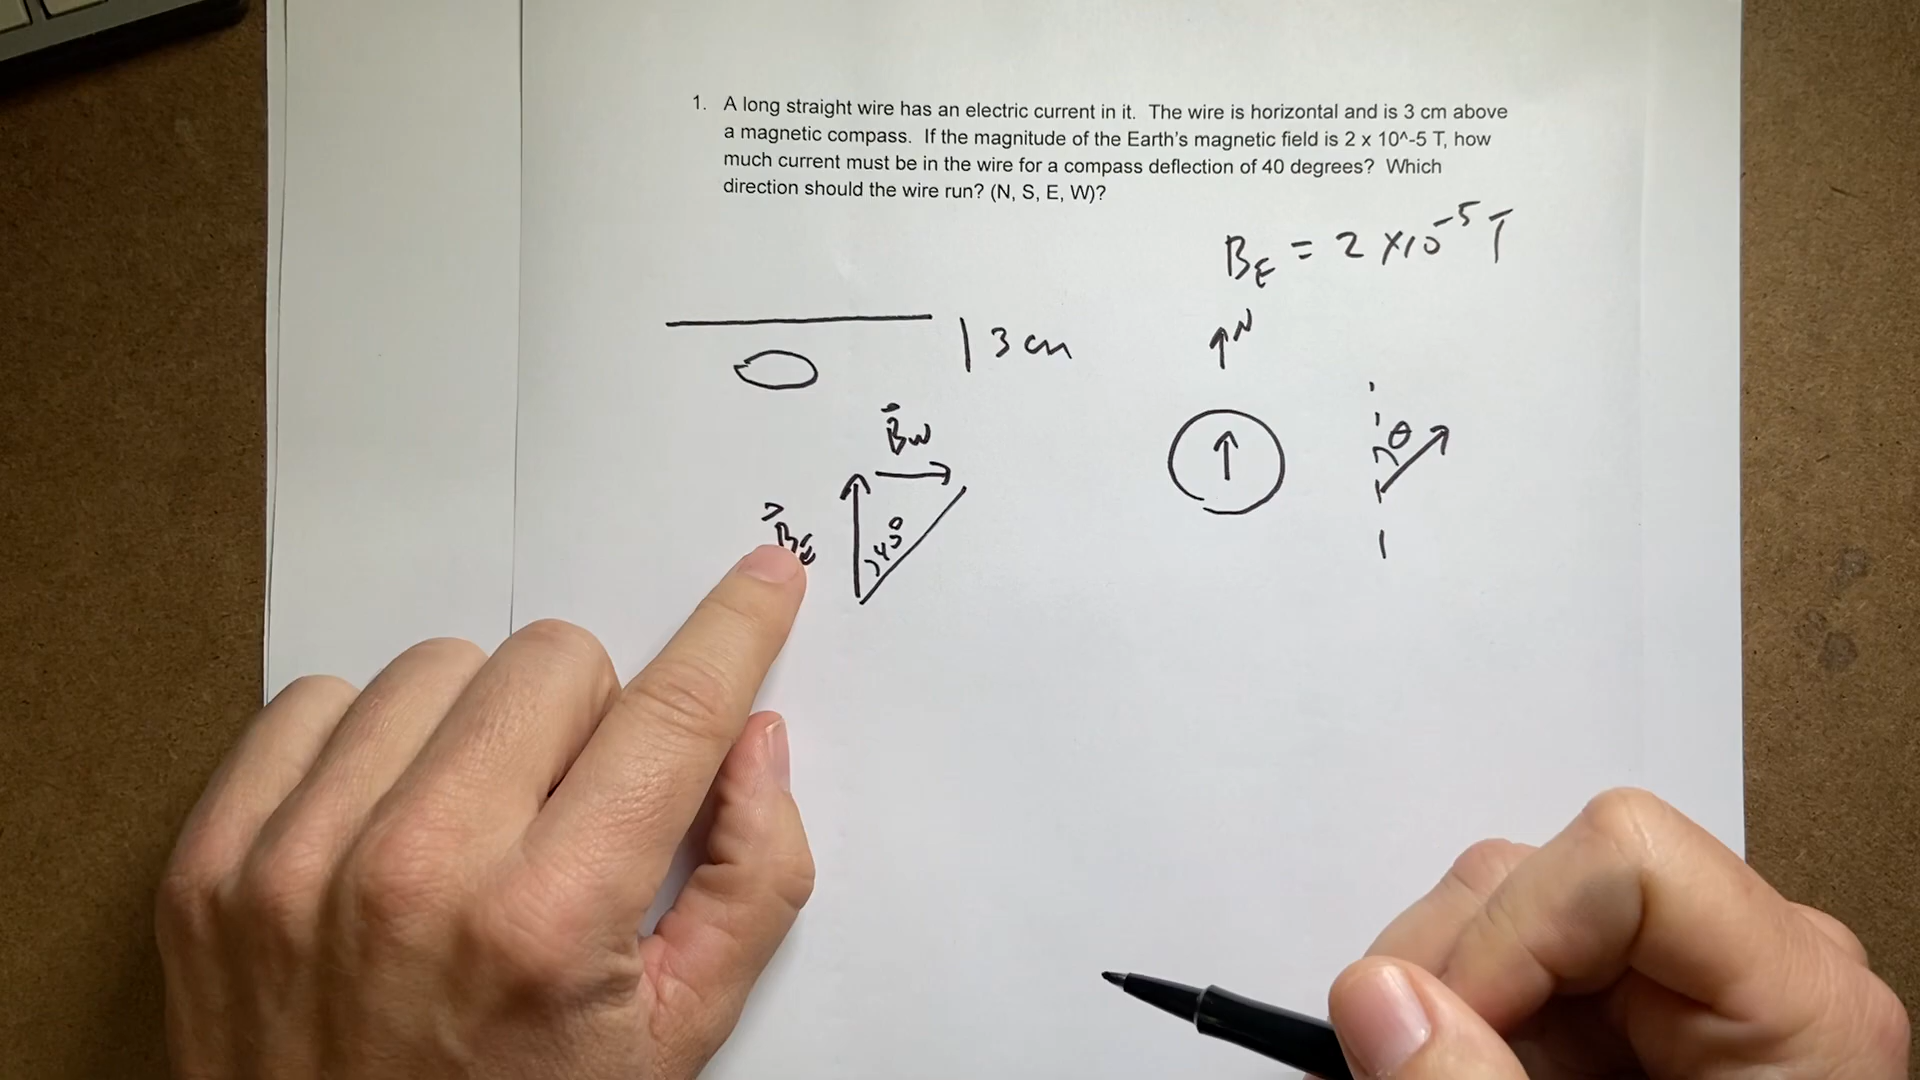 1. A long straight wire has an electric current in it. The wire is horizontal and is 3 cm above
a magnetic compass. If the magnitude of the Earth's magnetic field is 2 x 10^-5 T, how
much current must be in the wire for a compass deflection of 40 degrees? Which
direction should the wire run? (N, S, E, W)?
B_E = 2 × 10^-5 T
3 cm
N
B_w
θ
B_E